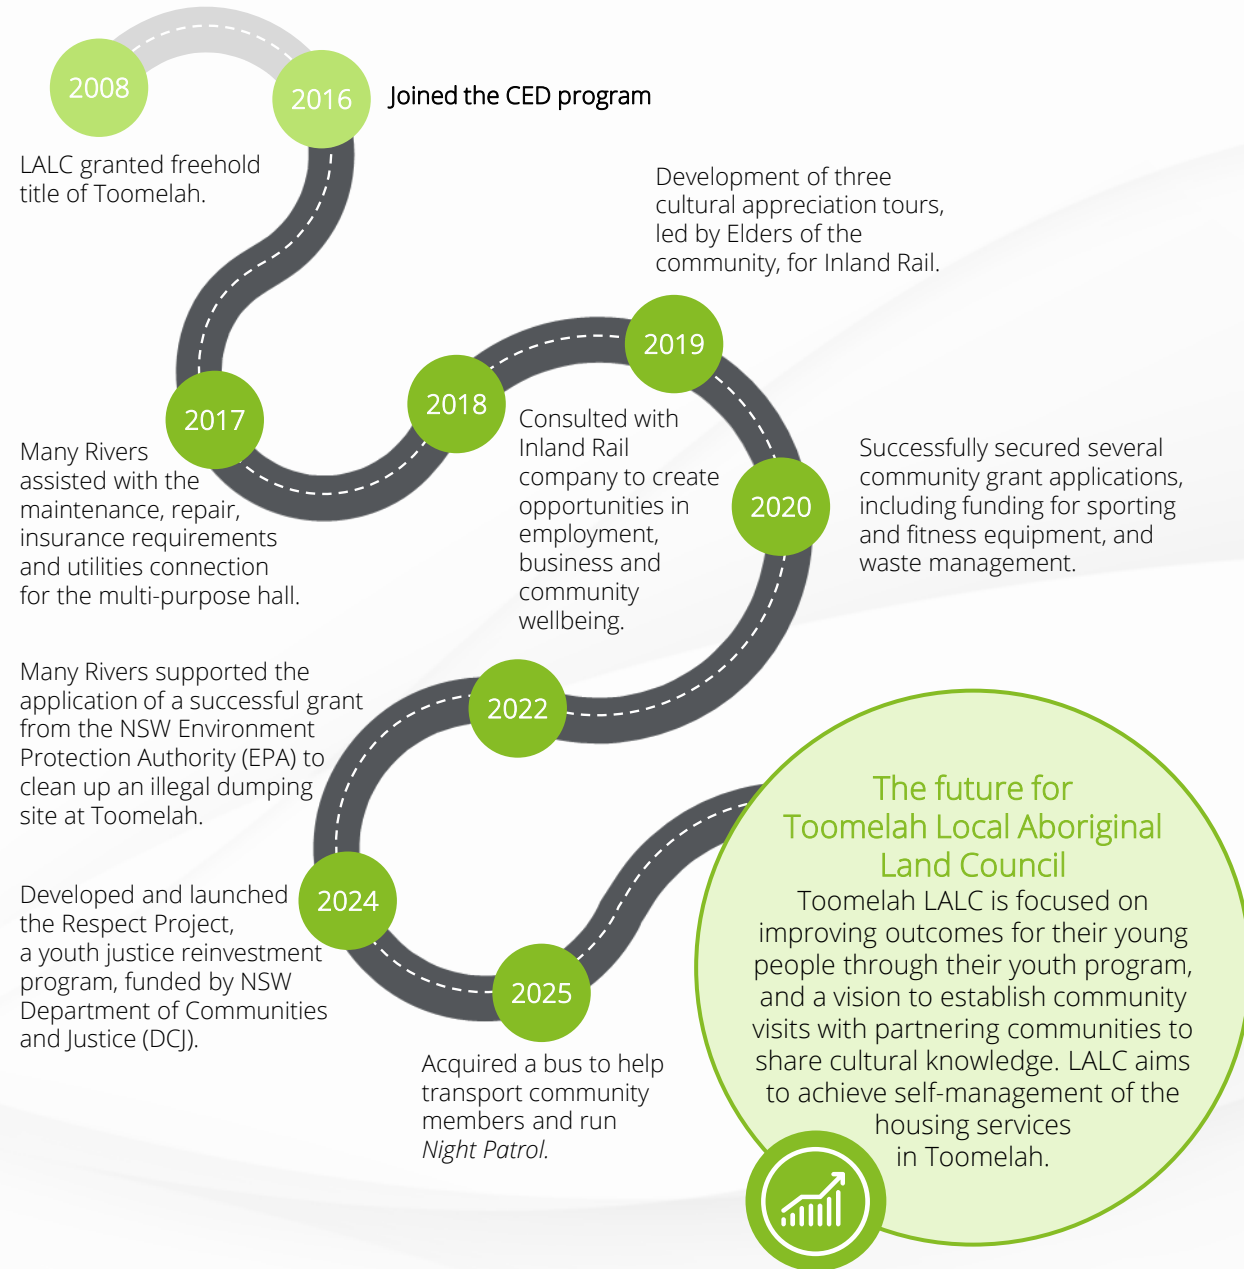 2008
LALC granted freehold
title of Toomelah.
2016
Joined the CED program
2017
Many Rivers
assisted with the
maintenance, repair,
insurance requirements
and utilities connection
for the multi-purpose hall.
2018
Consulted with
Inland Rail
company to create
opportunities in
employment,
business and
community
wellbeing.
2019
Development of three
cultural appreciation tours,
led by Elders of the
community, for Inland Rail.
2020
Successfully secured several
community grant applications,
including funding for sporting
and fitness equipment, and
waste management.
2022
Many Rivers supported the
application of a successful grant
from the NSW Environment
Protection Authority (EPA) to
clean up an illegal dumping
site at Toomelah.
2024
Developed and launched
the Respect Project,
a youth justice reinvestment
program, funded by NSW
Department of Communities
and Justice (DCJ).
2025
Acquired a bus to help
transport community
members and run
Night Patrol.
The future for
Toomelah Local Aboriginal
Land Council
Toomelah LALC is focused on
improving outcomes for their young
people through their youth program,
and a vision to establish community
visits with partnering communities to
share cultural knowledge. LALC aims
to achieve self-management of the
housing services
in Toomelah.